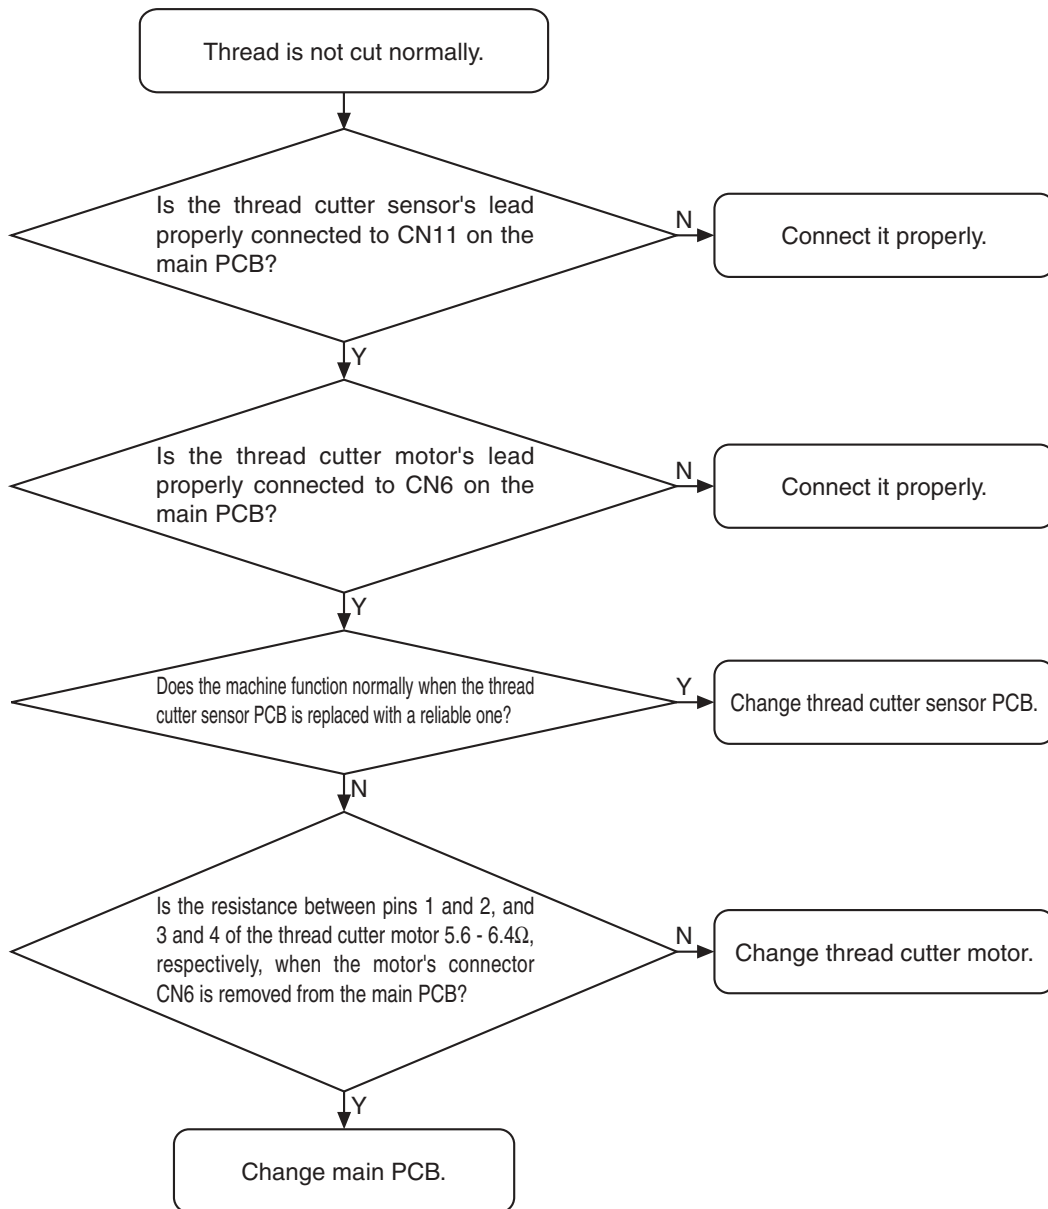 Thread is not cut normally.
Is the thread cutter sensor's lead
properly connected to CN11 on the
main PCB?
N
Connect it properly.
Y
Is the thread cutter motor's lead
properly connected to CN6 on the
main PCB?
N
Connect it properly.
Y
Does the machine function normally when the thread
cutter sensor PCB is replaced with a reliable one?
Y
Change thread cutter sensor PCB.
N
Is the resistance between pins 1 and 2, and
3 and 4 of the thread cutter motor 5.6 - 6.4Ω,
respectively, when the motor's connector
CN6 is removed from the main PCB?
N
Change thread cutter motor.
Y
Change main PCB.